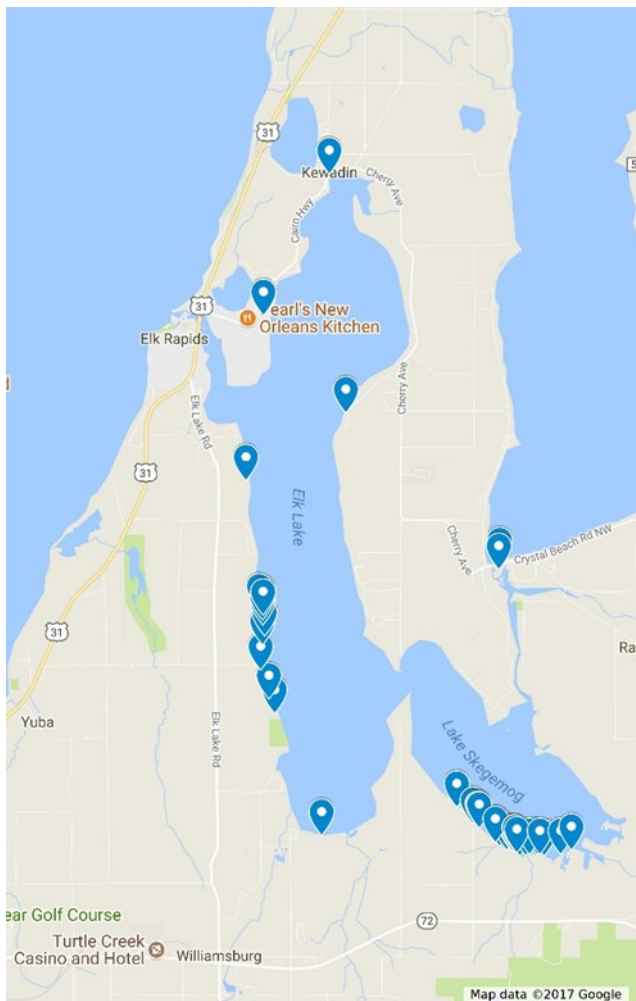 31
5
Kewadin
Cherry Ave
Cairn Hwy
31
Pearl's New
Orleans Kitchen
Elk Rapids
d
Cherry Ave
Elk Lake Rd
31
Elk Lake
Cherry Ave
Crystal Beach Rd NW
31
Ra
Yuba
Elk Lake Rd
Lake Skegemog
ear Golf Course
72
Turtle Creek
Casino and Hotel
Williamsburg
Map data ©2017 Google